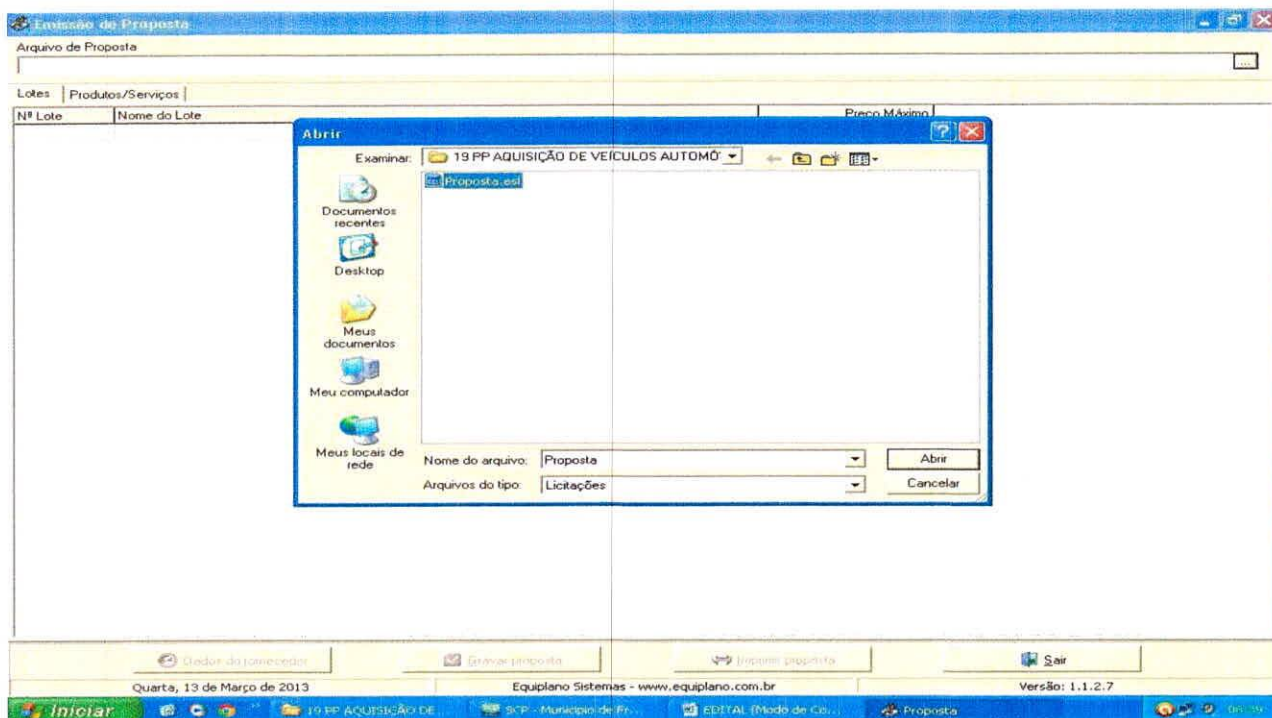 Emissão de Proposta
Arquivo de Proposta
...
Lotes Produtos/Serviços
Nº Lote Nome do Lote Preço Máximo
Abrir
Examinar: 19 PP AQUISIÇÃO DE VEÍCULOS AUTOMÓ
Proposta.esl
Documentos recentes
Desktop
Meus documentos
Meu computador
Meus locais de rede
Nome do arquivo: Proposta Abrir
Arquivos do tipo: Licitações Cancelar
Dados do fornecedor Gravar proposta Imprimir proposta Sair
Quarta, 13 de Março de 2013 Equiplano Sistemas - www.equiplano.com.br Versão: 1.1.2.7
Iniciar 19 PP AQUISIÇÃO DE... SCP - Município de Fr... EDITAL (Modo de Co... Proposta